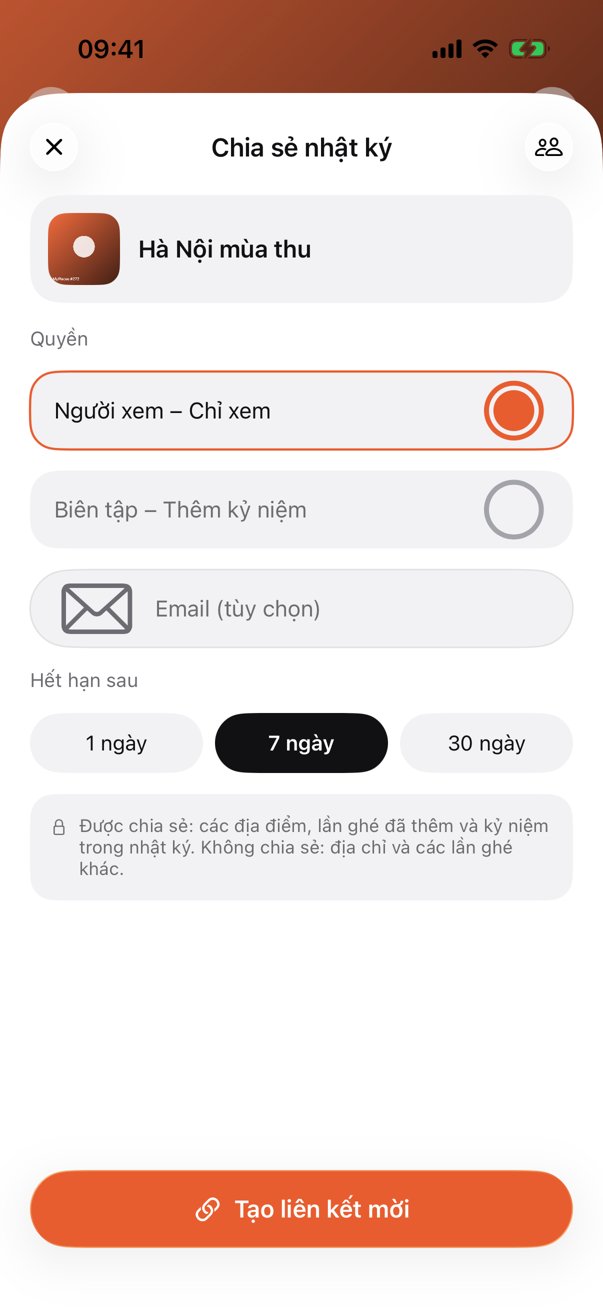 09:41
Chia sẻ nhật ký
Hà Nội mùa thu
Quyền
Người xem – Chỉ xem
Biên tập – Thêm kỷ niệm
Email (tùy chọn)
Hết hạn sau
1 ngày
7 ngày
30 ngày
Được chia sẻ: các địa điểm, lần ghé đã thêm và kỷ niệm
trong nhật ký. Không chia sẻ: địa chỉ và các lần ghé
khác.
Tạo liên kết mời